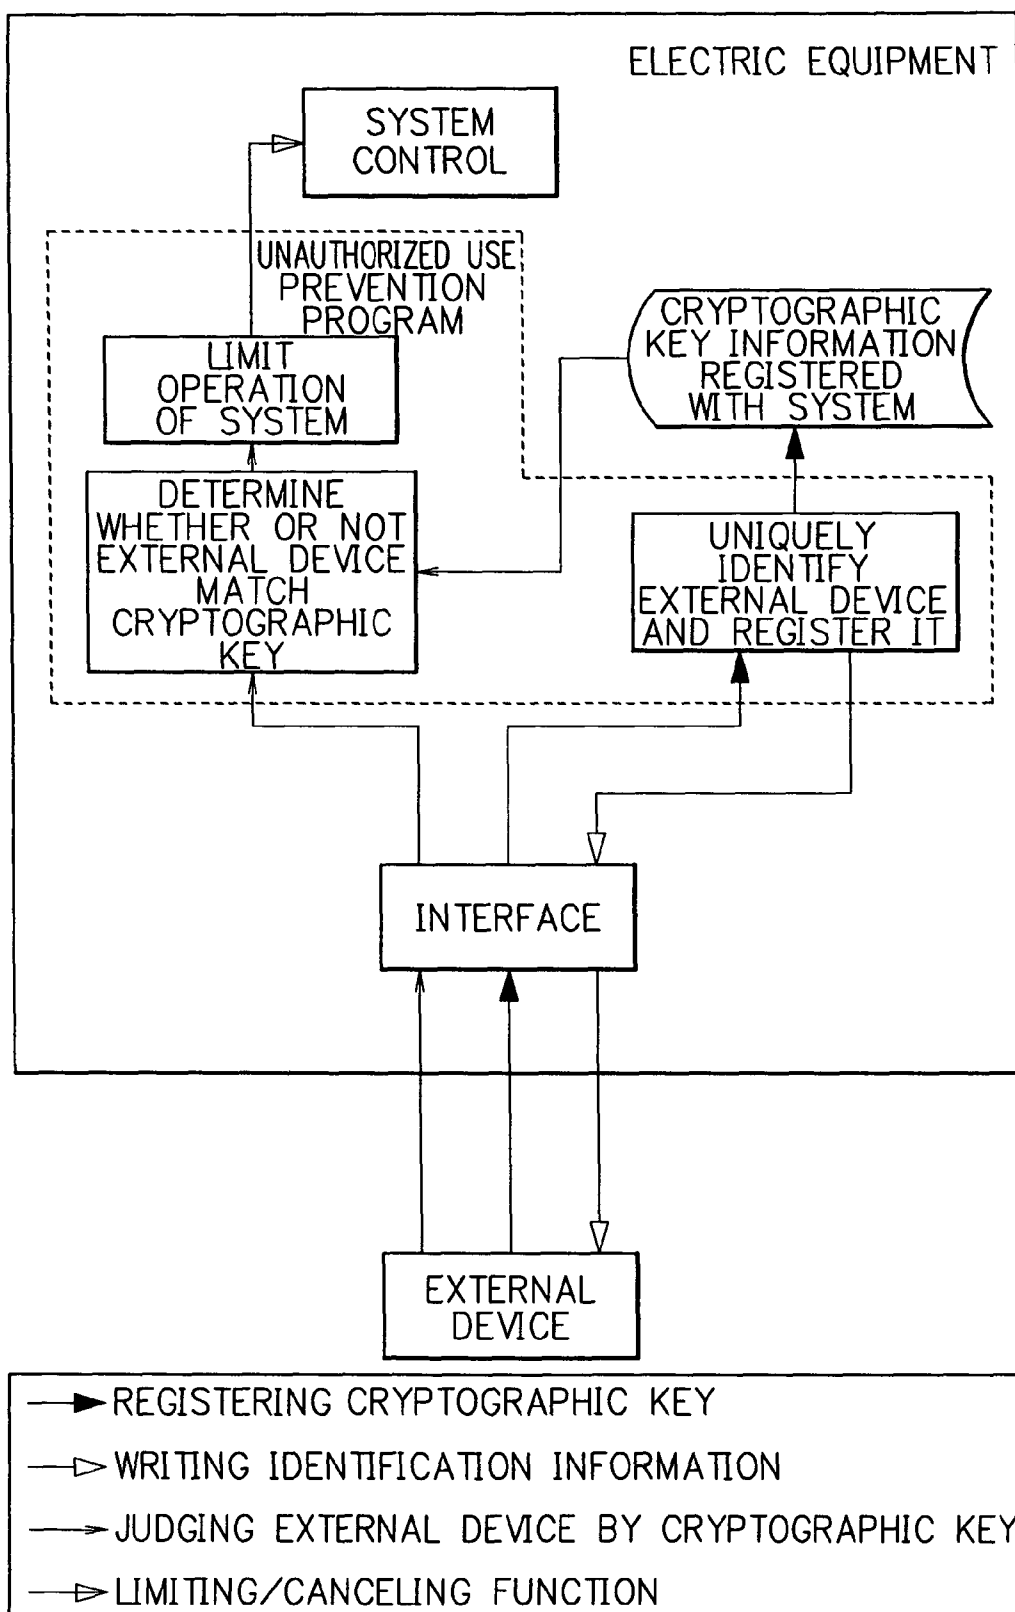 ELECTRIC EQUIPMENT
SYSTEM
CONTROL
UNAUTHORIZED USE
PREVENTION
PROGRAM
LIMIT
OPERATION
OF SYSTEM
CRYPTOGRAPHIC
KEY INFORMATION
REGISTERED
WITH SYSTEM
DETERMINE
WHETHER OR NOT
EXTERNAL DEVICE
MATCH
CRYPTOGRAPHIC
KEY
UNIQUELY
IDENTIFY
EXTERNAL DEVICE
AND REGISTER IT
INTERFACE
EXTERNAL
DEVICE
REGISTERING CRYPTOGRAPHIC KEY
WRITING IDENTIFICATION INFORMATION
JUDGING EXTERNAL DEVICE BY CRYPTOGRAPHIC KEY
LIMITING/CANCELING FUNCTION